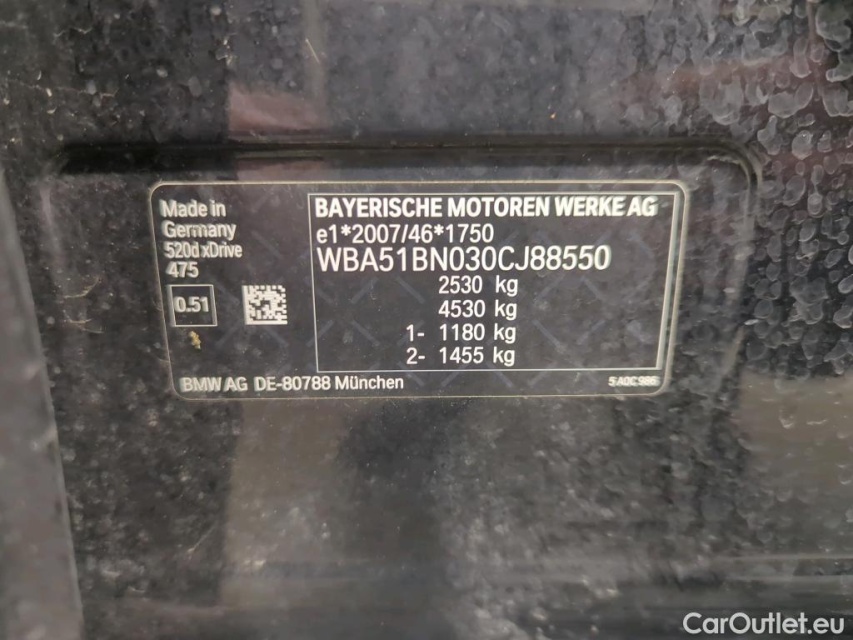 Made in
Germany
520d xDrive
475
0.51
BAYERISCHE MOTOREN WERKE AG
e1*2007/46*1750
WBA51BN030CJ88550
2530 kg
4530 kg
1- 1180 kg
2- 1455 kg
BMW AG DE-80788 München
5A0C986
CarOutlet.eu